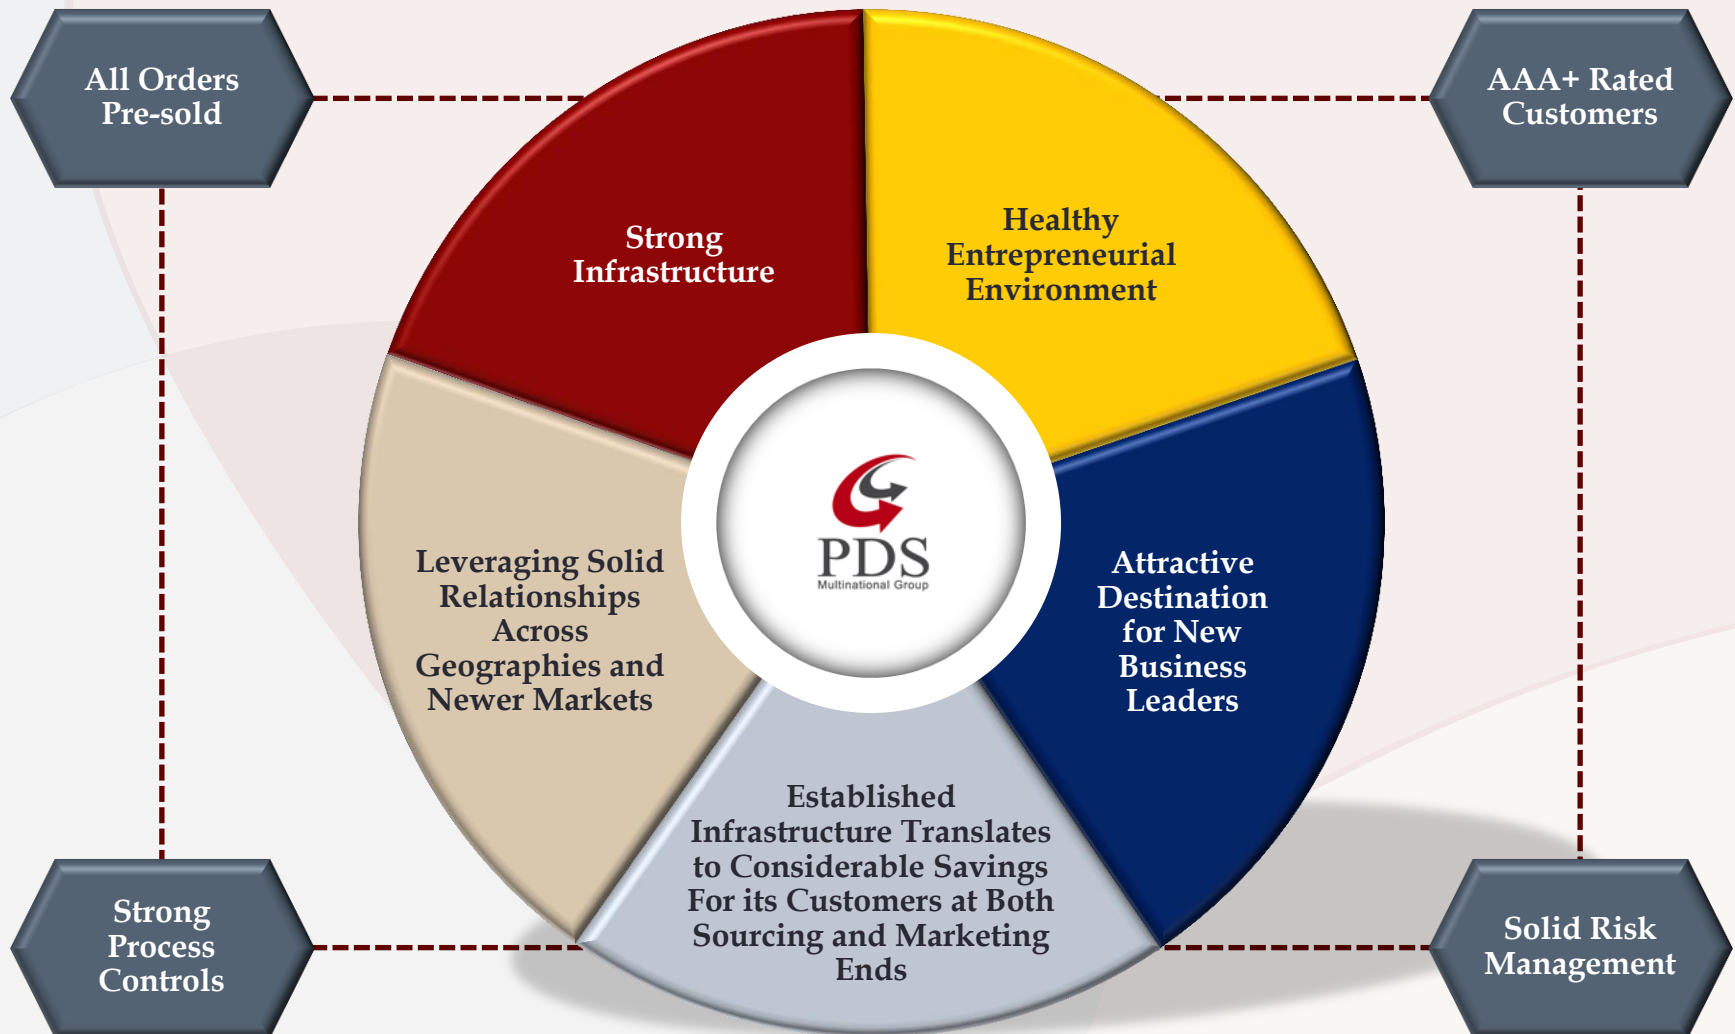 All Orders
Pre-sold
AAA+ Rated
Customers
Strong
Infrastructure
Healthy
Entrepreneurial
Environment
PDS
Multinational Group
Leveraging Solid
Relationships
Across
Geographies and
Newer Markets
Attractive
Destination
for New
Business
Leaders
Established
Infrastructure Translates
to Considerable Savings
For its Customers at Both
Sourcing and Marketing
Ends
Strong
Process
Controls
Solid Risk
Management